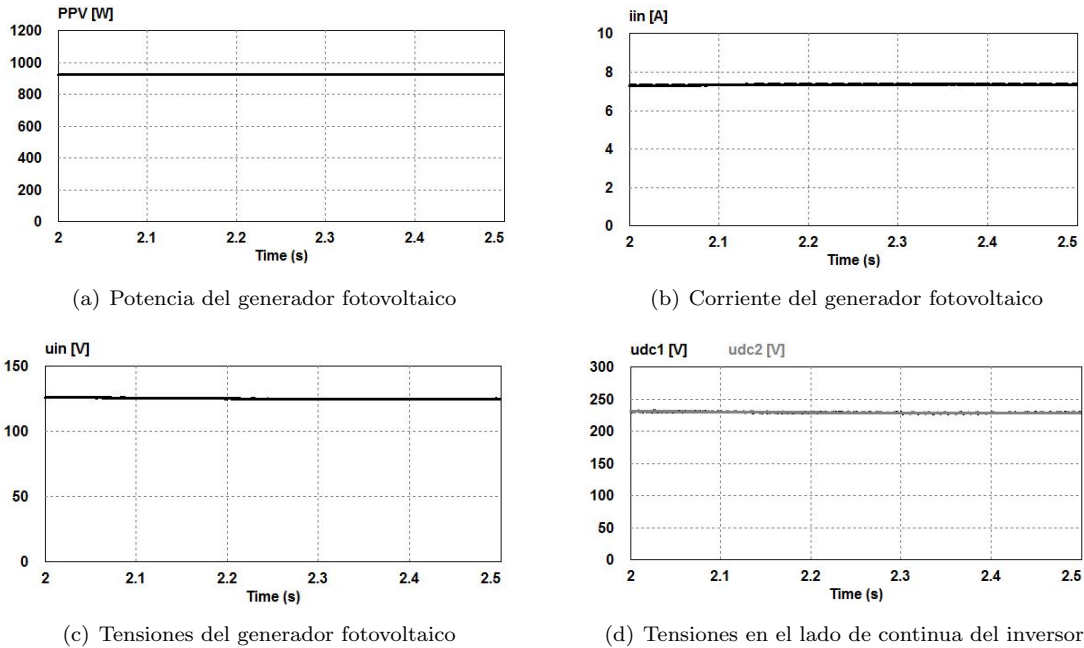 PPV [W]
1200
1000
800
600
400
200
0
2 2.1 2.2 2.3 2.4 2.5
Time (s)
(a) Potencia del generador fotovoltaico
iin [A]
10
8
6
4
2
0
2 2.1 2.2 2.3 2.4 2.5
Time (s)
(b) Corriente del generador fotovoltaico
uin [V]
150
100
50
0
2 2.1 2.2 2.3 2.4 2.5
Time (s)
(c) Tensiones del generador fotovoltaico
udc1 [V] udc2 [V]
300
250
200
150
100
50
0
2 2.1 2.2 2.3 2.4 2.5
Time (s)
(d) Tensiones en el lado de continua del inversor